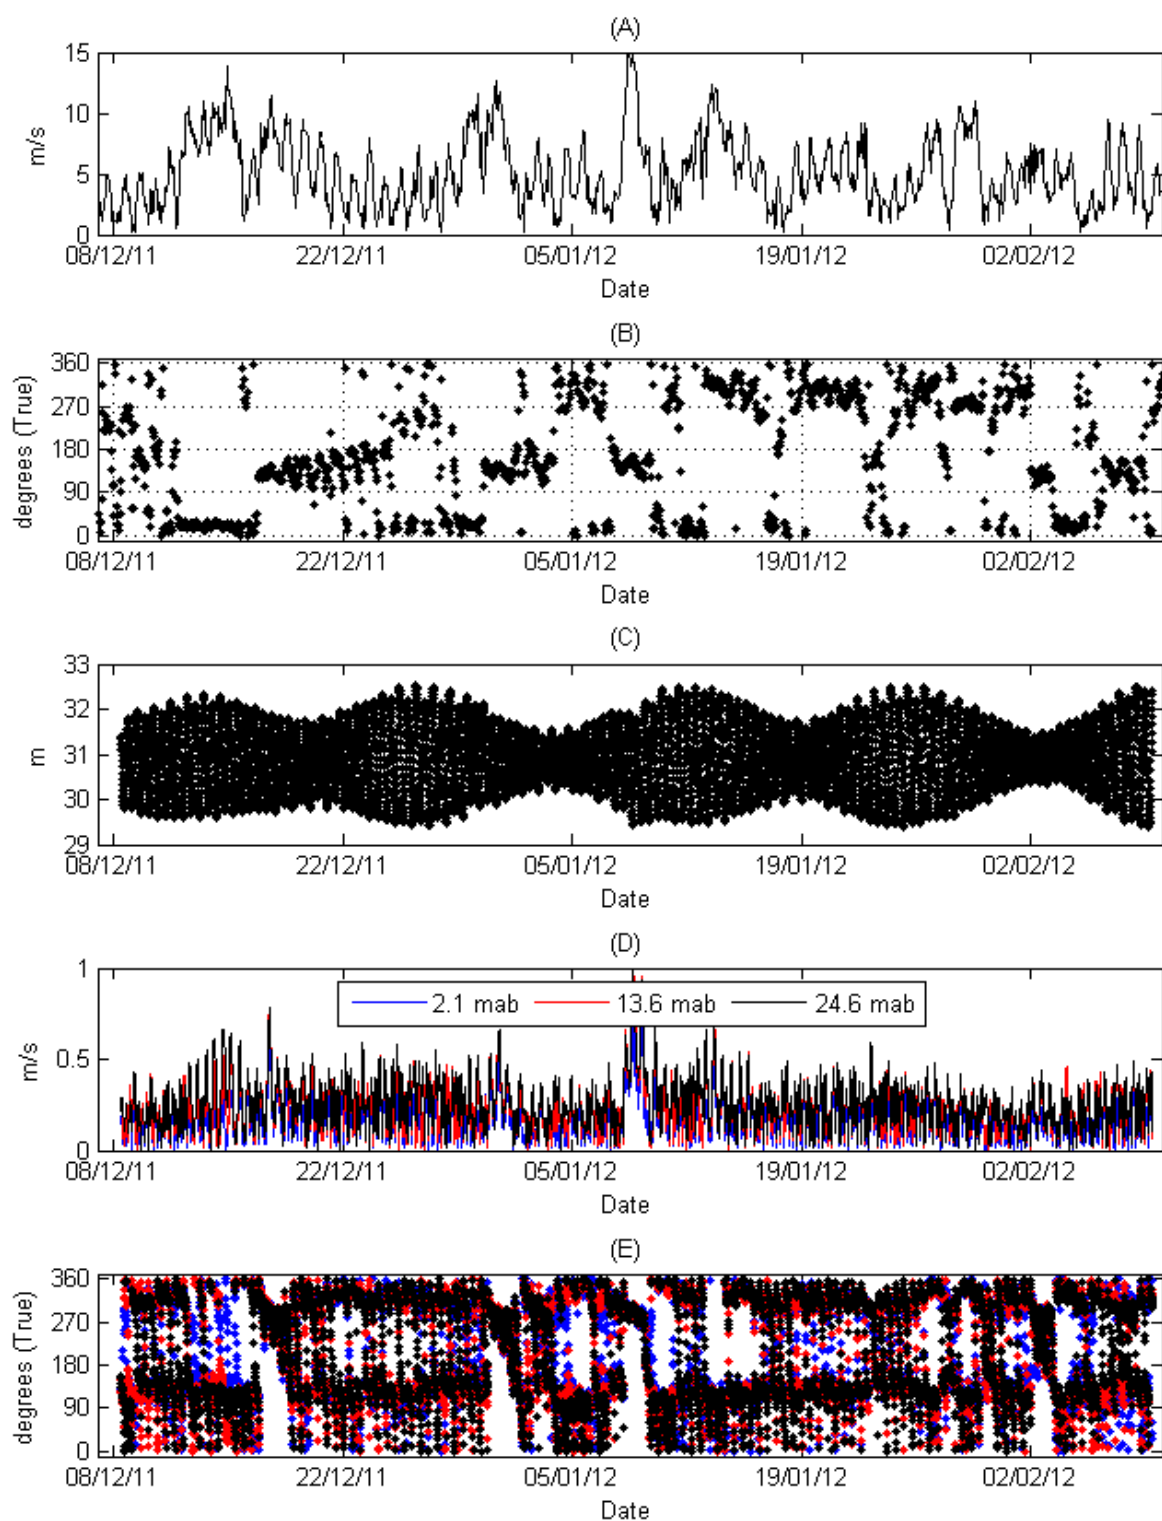 (A)
15
10
5
0
m/s
08/12/11 22/12/11 05/01/12 19/01/12 02/02/12
Date
(B)
360
270
180
90
0
degrees (True)
08/12/11 22/12/11 05/01/12 19/01/12 02/02/12
Date
(C)
33
32
31
30
29
m
08/12/11 22/12/11 05/01/12 19/01/12 02/02/12
Date
(D)
1
0.5
0
m/s
2.1 mab 13.6 mab 24.6 mab
08/12/11 22/12/11 05/01/12 19/01/12 02/02/12
Date
(E)
360
270
180
90
0
degrees (True)
08/12/11 22/12/11 05/01/12 19/01/12 02/02/12
Date